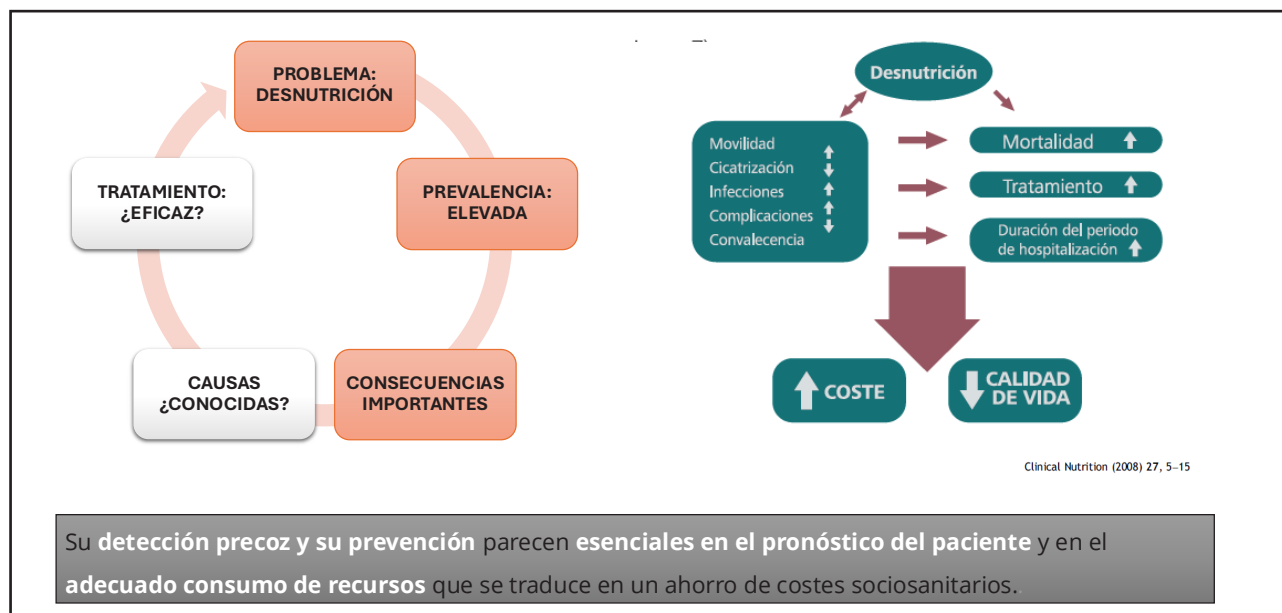 PROBLEMA:
DESNUTRICIÓN
PREVALENCIA:
ELEVADA
CONSECUENCIAS
IMPORTANTES
CAUSAS
¿CONOCIDAS?
TRATAMIENTO:
¿EFICAZ?
Desnutrición
Movilidad
Cicatrización
Infecciones
Complicaciones
Convalecencia
Mortalidad
Tratamiento
Duración del periodo
de hospitalización
COSTE
CALIDAD
DE VIDA
Clinical Nutrition (2008) 27, 5–15
Su detección precoz y su prevención parecen esenciales en el pronóstico del paciente y en el
adecuado consumo de recursos que se traduce en un ahorro de costes sociosanitarios.